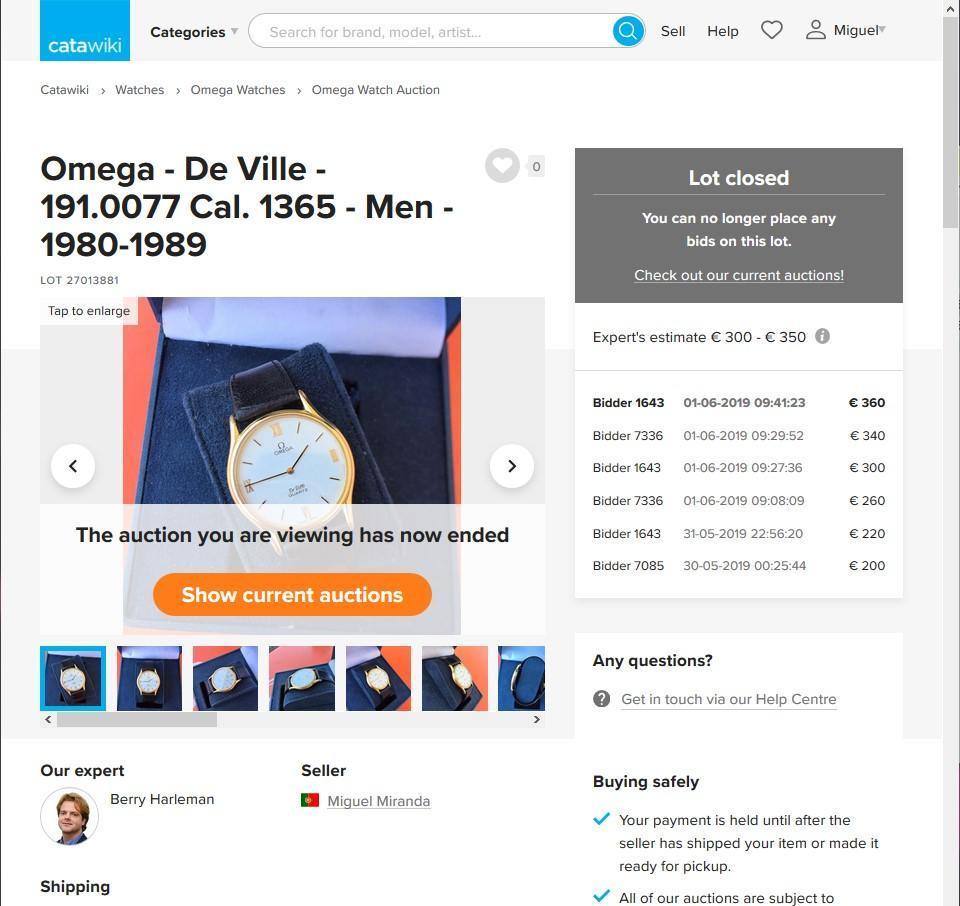 catawiki
Categories
Search for brand, model, artist...
Sell
Help
Miguel
Catawiki › Watches › Omega Watches › Omega Watch Auction
Omega - De Ville -
191.0077 Cal. 1365 - Men -
1980-1989
0
LOT 27013881
Tap to enlarge
Ω
OMEGA
De Ville
QUARTZ
The auction you are viewing has now ended
Show current auctions
Our expert
Berry Harleman
Seller
Miguel Miranda
Shipping
Lot closed
You can no longer place any
bids on this lot.
Check out our current auctions!
Expert's estimate € 300 - € 350
Bidder 1643 01-06-2019 09:41:23 € 360
Bidder 7336 01-06-2019 09:29:52 € 340
Bidder 1643 01-06-2019 09:27:36 € 300
Bidder 7336 01-06-2019 09:08:09 € 260
Bidder 1643 31-05-2019 22:56:20 € 220
Bidder 7085 30-05-2019 00:25:44 € 200
Any questions?
Get in touch via our Help Centre
Buying safely
Your payment is held until after the
seller has shipped your item or made it
ready for pickup.
All of our auctions are subject to